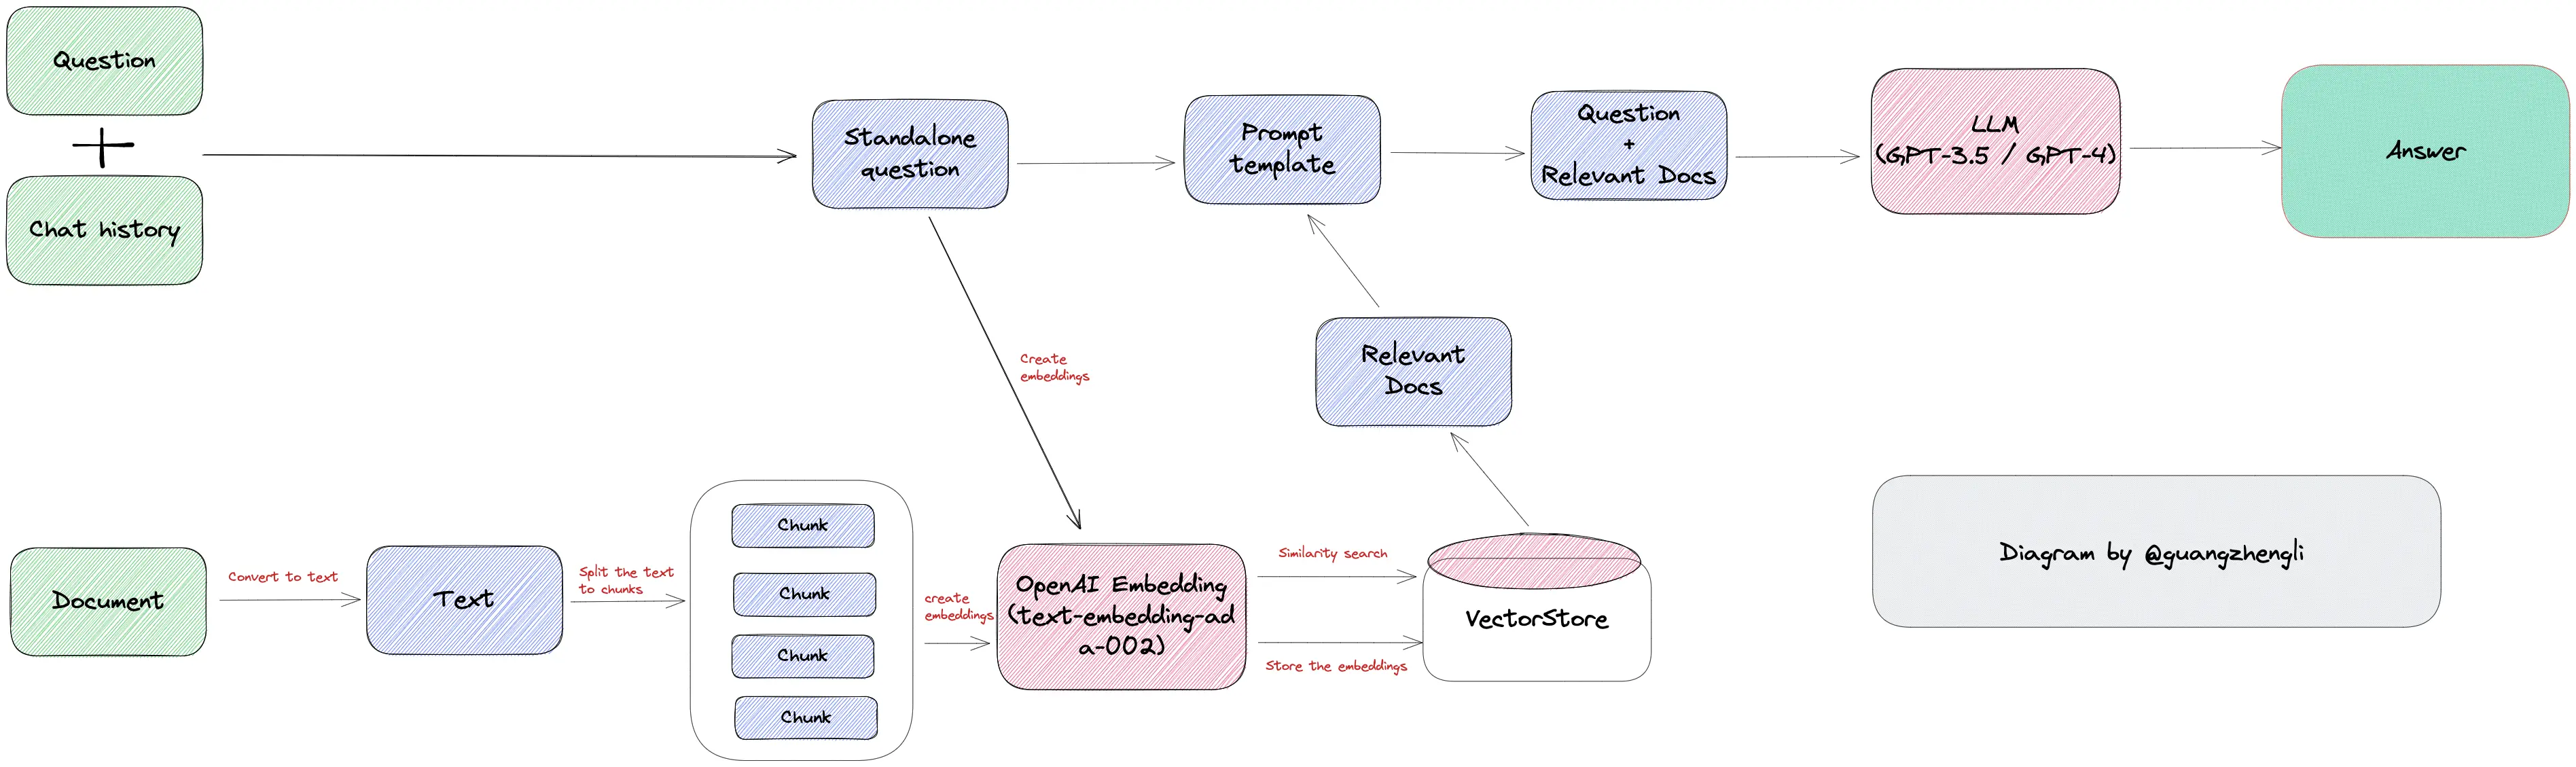 Question
+
Chat history
Standalone
question
Prompt
template
Question
+
Relevant Docs
LLM
(GPT-3.5 / GPT-4)
Answer
Create
embeddings
Relevant
Docs
Document
Convert to text
Text
Split the text
to chunks
Chunk
Chunk
Chunk
Chunk
create
embeddings
OpenAI Embedding
(text-embedding-ad
a-002)
Similarity search
Store the embeddings
VectorStore
Diagram by @guangzhengli